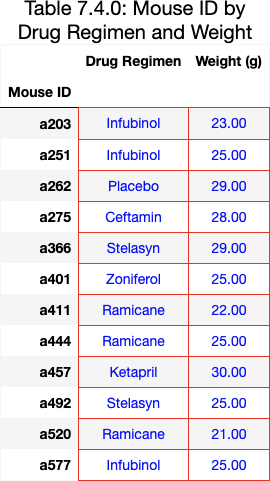 Table 7.4.0: Mouse ID by
Drug Regimen and Weight
Drug Regimen Weight (g)
Mouse ID
a203 Infubinol 23.00
a251 Infubinol 25.00
a262 Placebo 29.00
a275 Ceftamin 28.00
a366 Stelasyn 29.00
a401 Zoniferol 25.00
a411 Ramicane 22.00
a444 Ramicane 25.00
a457 Ketapril 30.00
a492 Stelasyn 25.00
a520 Ramicane 21.00
a577 Infubinol 25.00